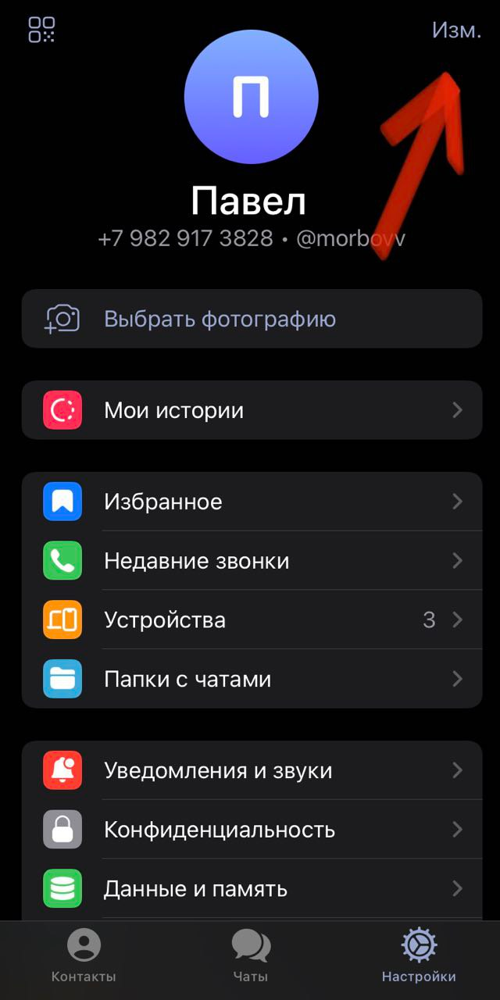 Изм.
П
Павел
+7 982 917 3828 • @morbovv
Выбрать фотографию
Мои истории
Избранное
Недавние звонки
Устройства 3
Папки с чатами
Уведомления и звуки
Конфиденциальность
Данные и память
Контакты Чаты Настройки